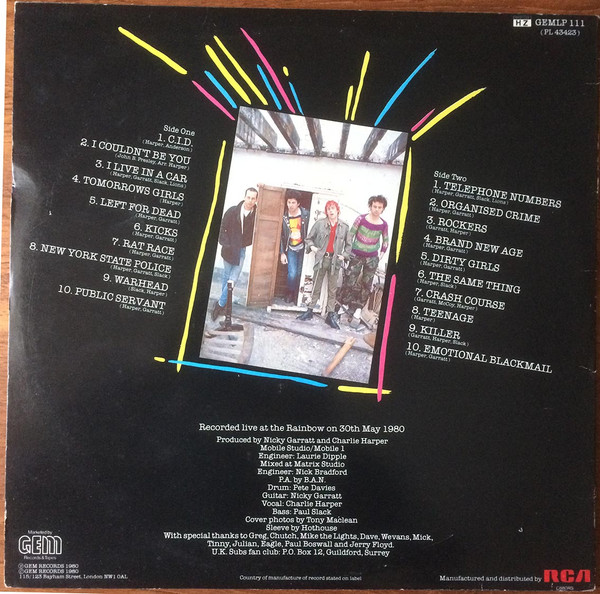 HZ GEMLP 111
(PL 43423)
Side One
1. C.I.D.
(Harper, Anderson)
2. I COULDN'T BE YOU
(John B. Presley, Arr. Harper)
3. I LIVE IN A CAR
(Harper, Garratt, Slack, Lions)
4. TOMORROWS GIRLS
(Harper)
5. LEFT FOR DEAD
(Harper, Garratt)
6. KICKS
(Harper, Garratt)
7. RAT RACE
(Harper, Garratt)
8. NEW YORK STATE POLICE
(Harper, Garratt, Slack)
9. WARHEAD
(Slack, Harper)
10. PUBLIC SERVANT
(Harper, Garratt)
Side Two
1. TELEPHONE NUMBERS
(Harper, Garratt, Slack, Lions)
2. ORGANISED CRIME
(Harper, Garratt)
3. ROCKERS
(Garratt, Harper)
4. BRAND NEW AGE
(Harper, Garratt)
5. DIRTY GIRLS
(Harper, Garratt)
6. THE SAME THING
(Harper, Slack)
7. CRASH COURSE
(Garratt, McCoy, Harper)
8. TEENAGE
(Harper)
9. KILLER
(Garratt, Harper, Slack)
10. EMOTIONAL BLACKMAIL
(Harper, Garratt)
Recorded live at the Rainbow on 30th May 1980
Produced by Nicky Garratt and Charlie Harper
Mobile Studio/Mobile 1
Engineer: Laurie Dipple
Mixed at Matrix Studio
Engineer: Nick Bradford
P.A. by B.A.N.
Drum: Pete Davies
Guitar: Nicky Garratt
Vocal: Charlie Harper
Bass: Paul Slack
Cover photos by Tony Maclean
Sleeve by Hothouse
With special thanks to Greg, Chutch, Mike the Lights, Dave, Wevans, Mick,
Tinny, Julian, Eagle, Paul Boswall and Jerry Floyd.
U.K. Subs fan club: P.O. Box 12, Guildford, Surrey
Marketed by
GEM
Records & Tapes
Ⓟ GEM RECORDS 1980
© GEM RECORDS 1980
115/123 Bayham Street, London NW1 0AL
Country of manufacture of record stated on label
Manufactured and distributed by RCA